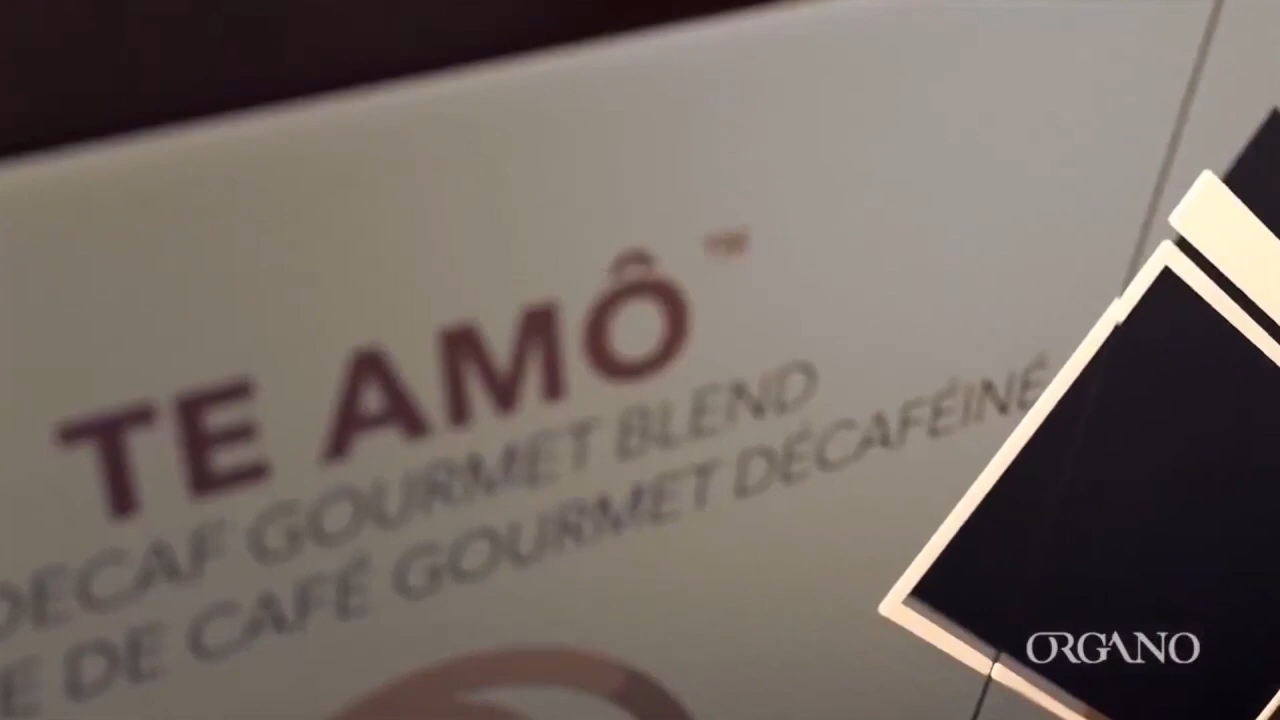 TE AMÔ™
DECAF GOURMET BLEND
E DE CAFÉ GOURMET DÉCAFÉINÉ
ORGANO